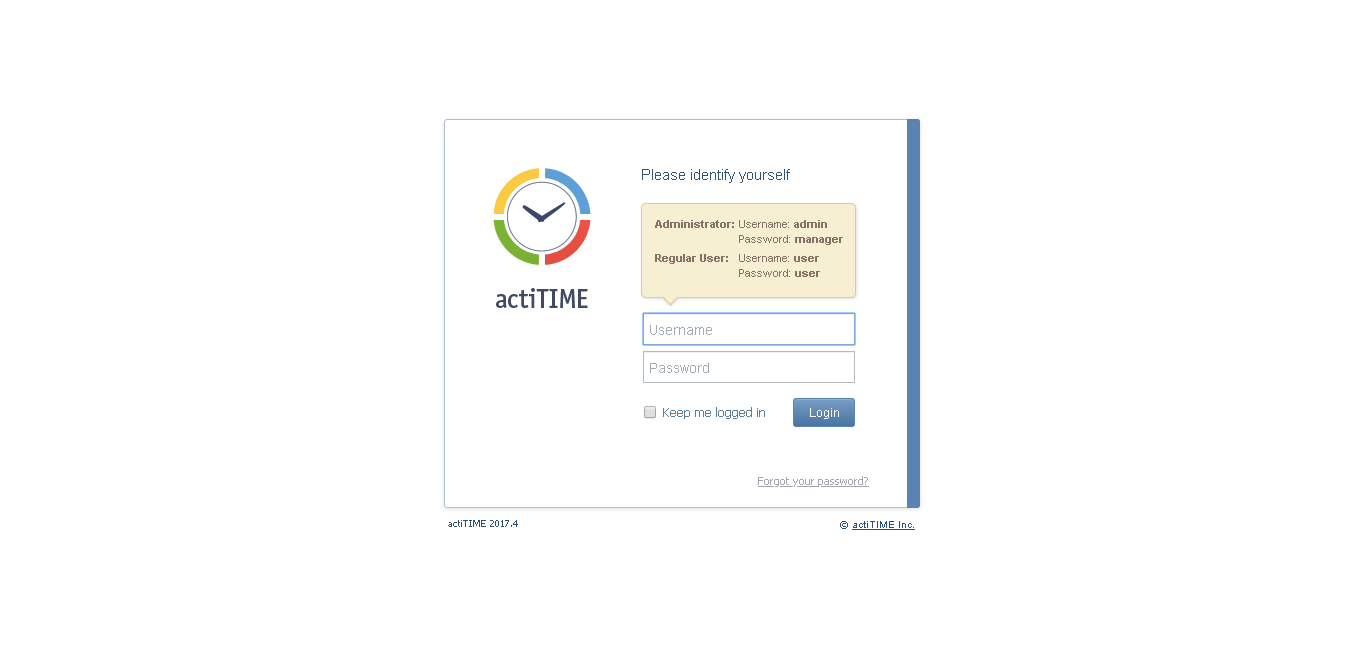 Please identify yourself
Administrator: Username: admin
Password: manager
Regular User: Username: user
Password: user
actiTIME
Username
Password
Keep me logged in Login
Forgot your password?
actiTIME 2017.4 © actiTIME Inc.